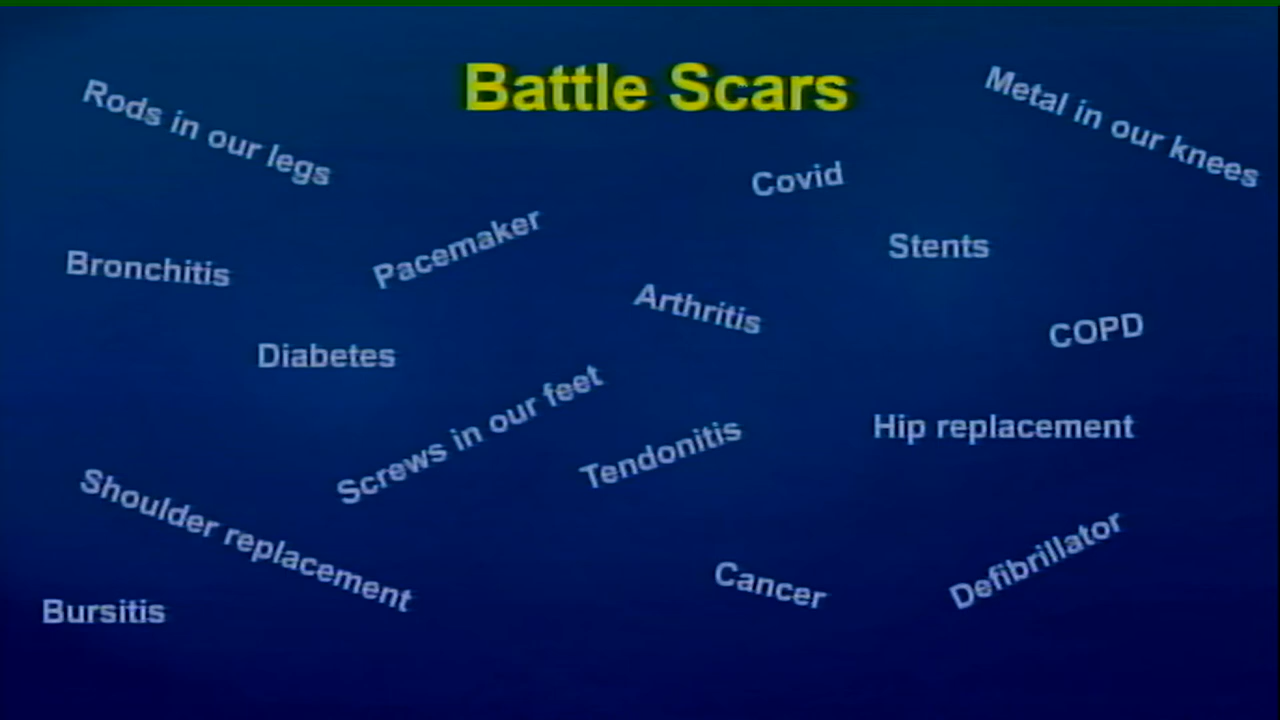 Battle Scars
Rods in our legs
Metal in our knees
Covid
Pacemaker
Stents
Bronchitis
Arthritis
COPD
Diabetes
Screws in our feet
Tendonitis
Hip replacement
Shoulder replacement
Cancer
Defibrillator
Bursitis